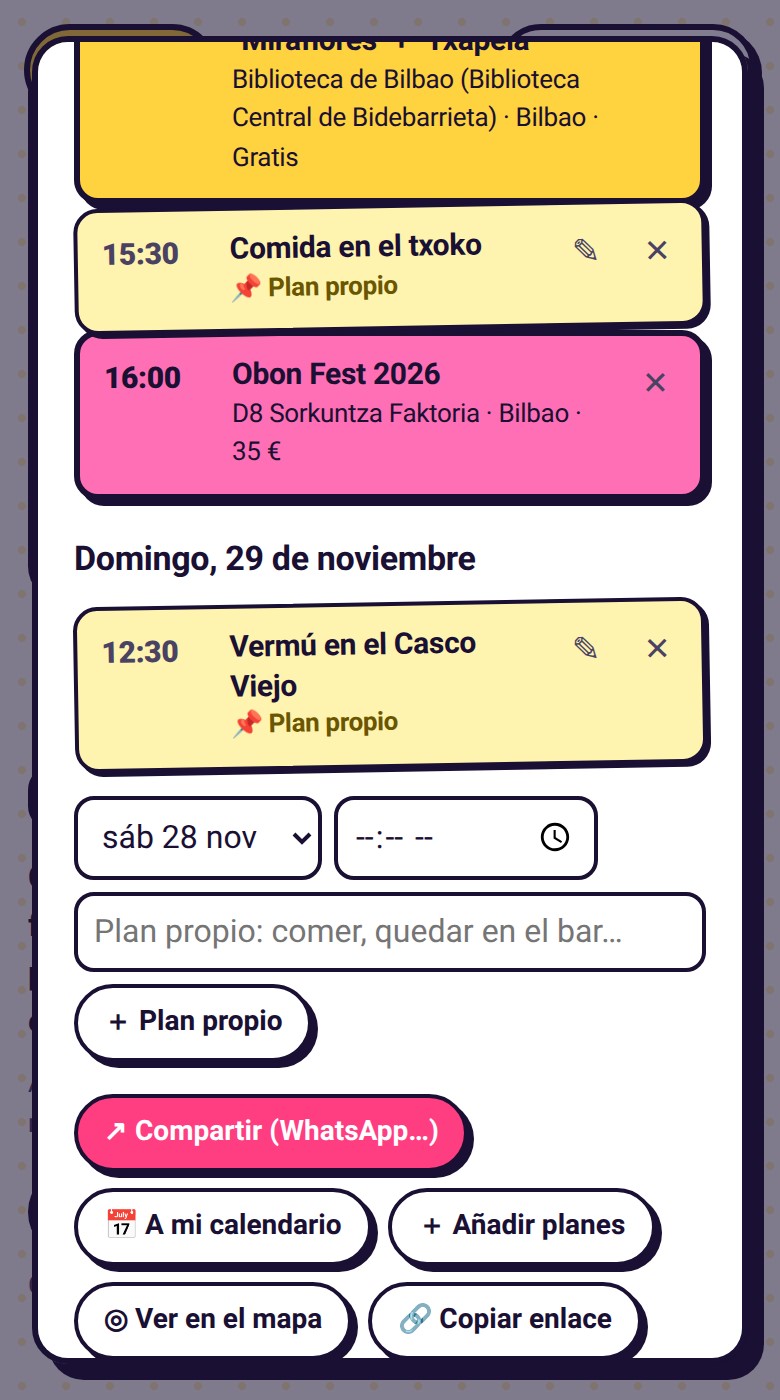 Miraflores + Txapela
Biblioteca de Bilbao (Biblioteca
Central de Bidebarrieta) · Bilbao ·
Gratis
15:30
Comida en el txoko
✎ ✕
📌 Plan propio
16:00
Obon Fest 2026
✕
D8 Sorkuntza Faktoria · Bilbao ·
35 €
Domingo, 29 de noviembre
12:30
Vermú en el Casco
Viejo
✎ ✕
📌 Plan propio
sáb 28 nov
--:-- --
Plan propio: comer, quedar en el bar...
+ Plan propio
↗ Compartir (WhatsApp...)
📅 A mi calendario
+ Añadir planes
◎ Ver en el mapa
🔗 Copiar enlace